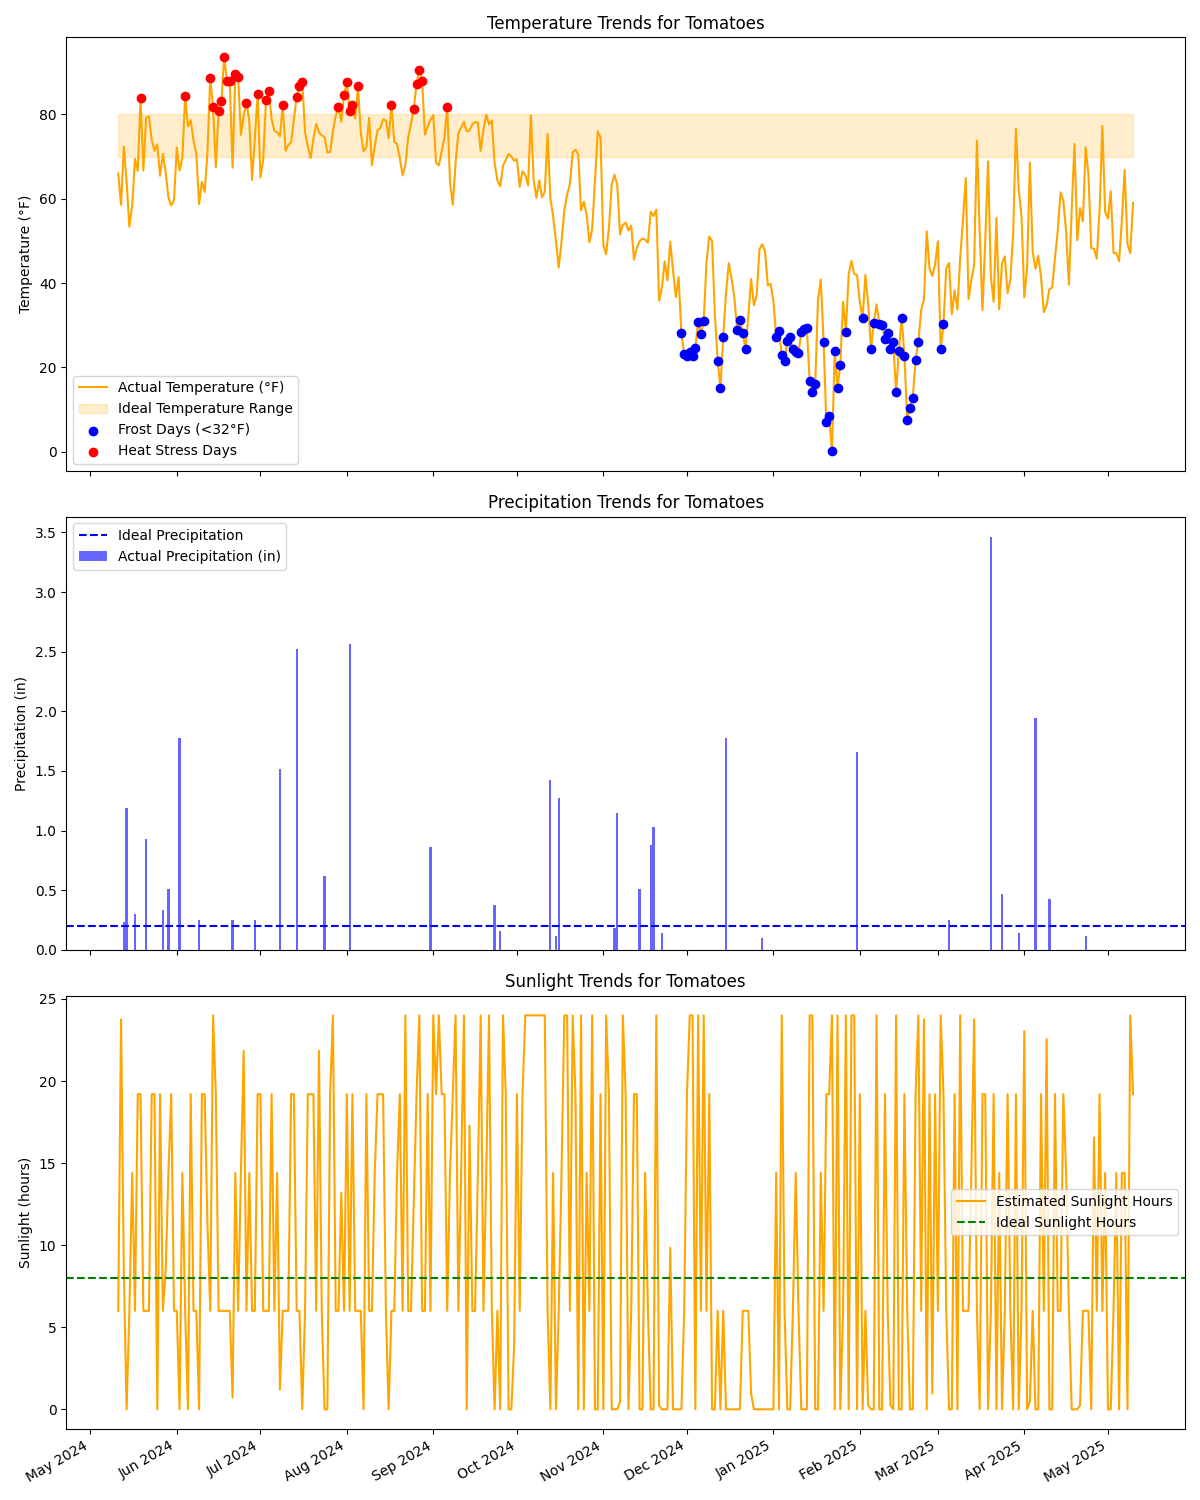 Temperature Trends for Tomatoes
Temperature (°F)
80
60
40
20
0
Actual Temperature (°F)
Ideal Temperature Range
Frost Days (<32°F)
Heat Stress Days
Precipitation Trends for Tomatoes
Precipitation (in)
3.5
3.0
2.5
2.0
1.5
1.0
0.5
0.0
Ideal Precipitation
Actual Precipitation (in)
Sunlight Trends for Tomatoes
Sunlight (hours)
25
20
15
10
5
0
Estimated Sunlight Hours
Ideal Sunlight Hours
May 2024
Jun 2024
Jul 2024
Aug 2024
Sep 2024
Oct 2024
Nov 2024
Dec 2024
Jan 2025
Feb 2025
Mar 2025
Apr 2025
May 2025